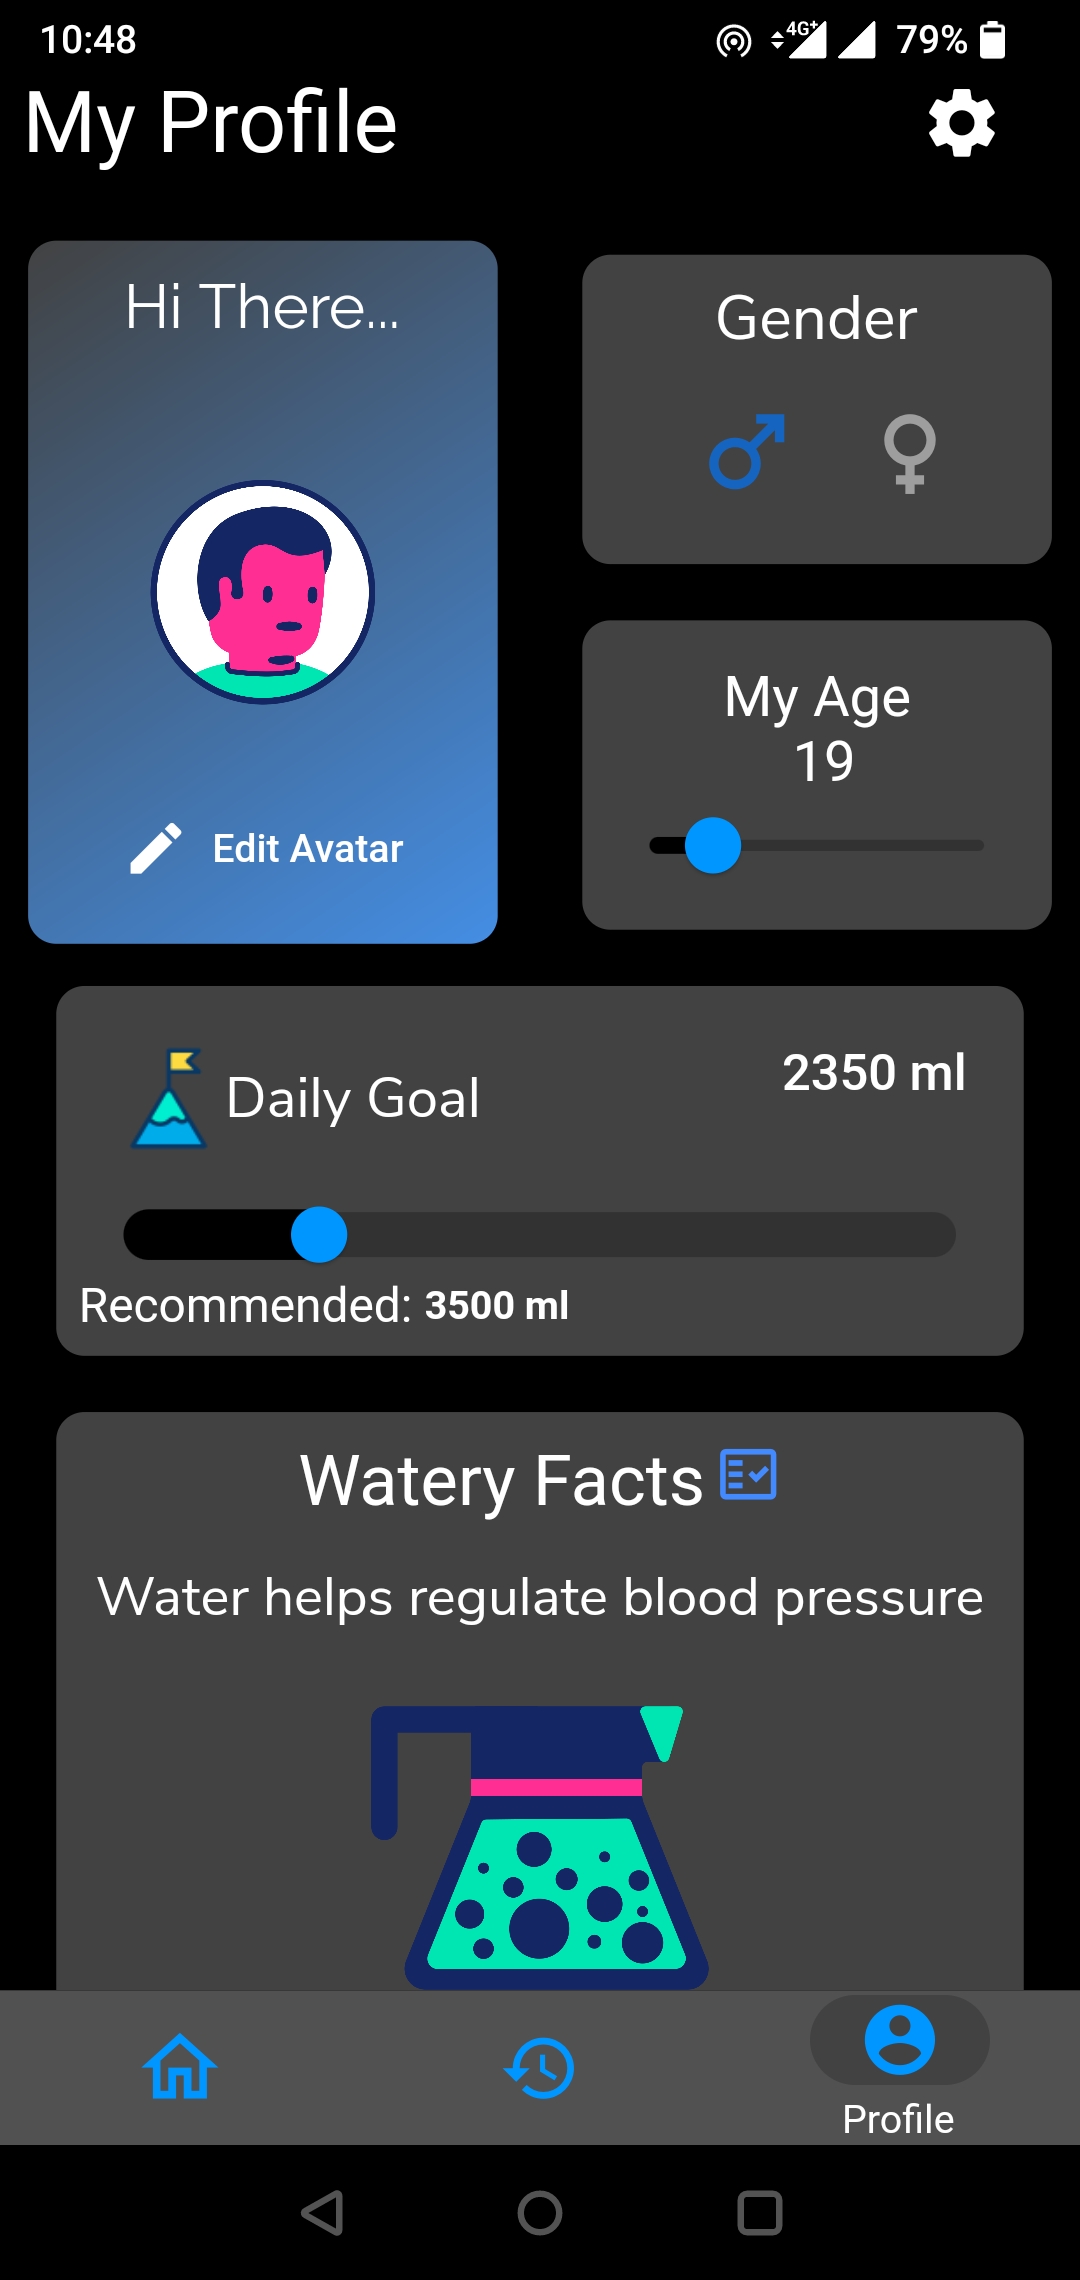 10:48
4G+
79%
My Profile
Hi There...
Edit Avatar
Gender
My Age
19
Daily Goal
2350 ml
Recommended: 3500 ml
Watery Facts
Water helps regulate blood pressure
Profile